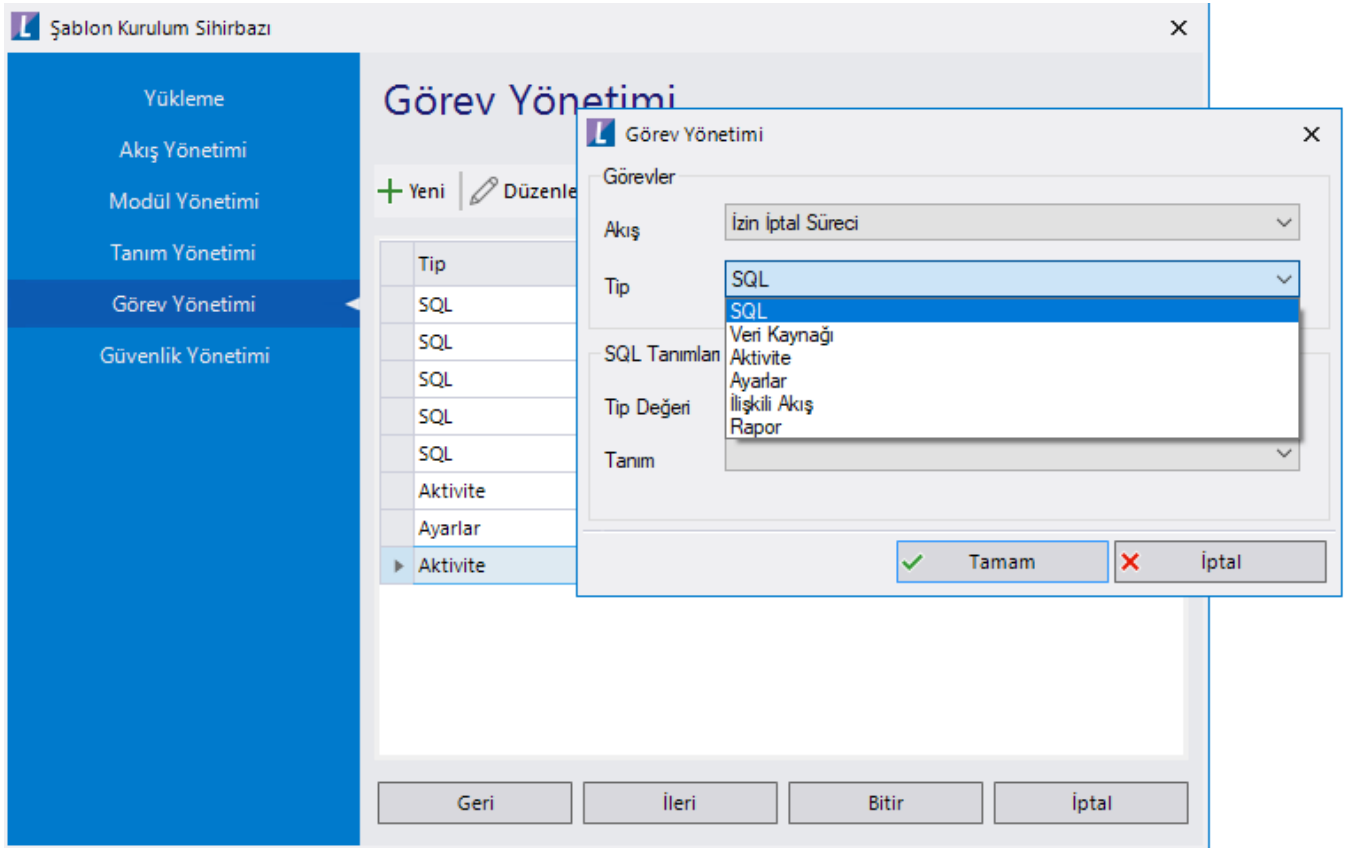 Şablon Kurulum Sihirbazı
Yükleme
Akış Yönetimi
Modül Yönetimi
Tanım Yönetimi
Görev Yönetimi
Güvenlik Yönetimi
Görev Yönetimi
Yeni
Düzenle
Tip
SQL
SQL
SQL
SQL
SQL
Aktivite
Ayarlar
Aktivite
Geri
İleri
Bitir
İptal
Görev Yönetimi
Görevler
Akış
İzin İptal Süreci
Tip
SQL
SQL
Veri Kaynağı
Aktivite
Ayarlar
İlişkili Akış
Rapor
SQL Tanımları
Tip Değeri
Tanım
Tamam
İptal